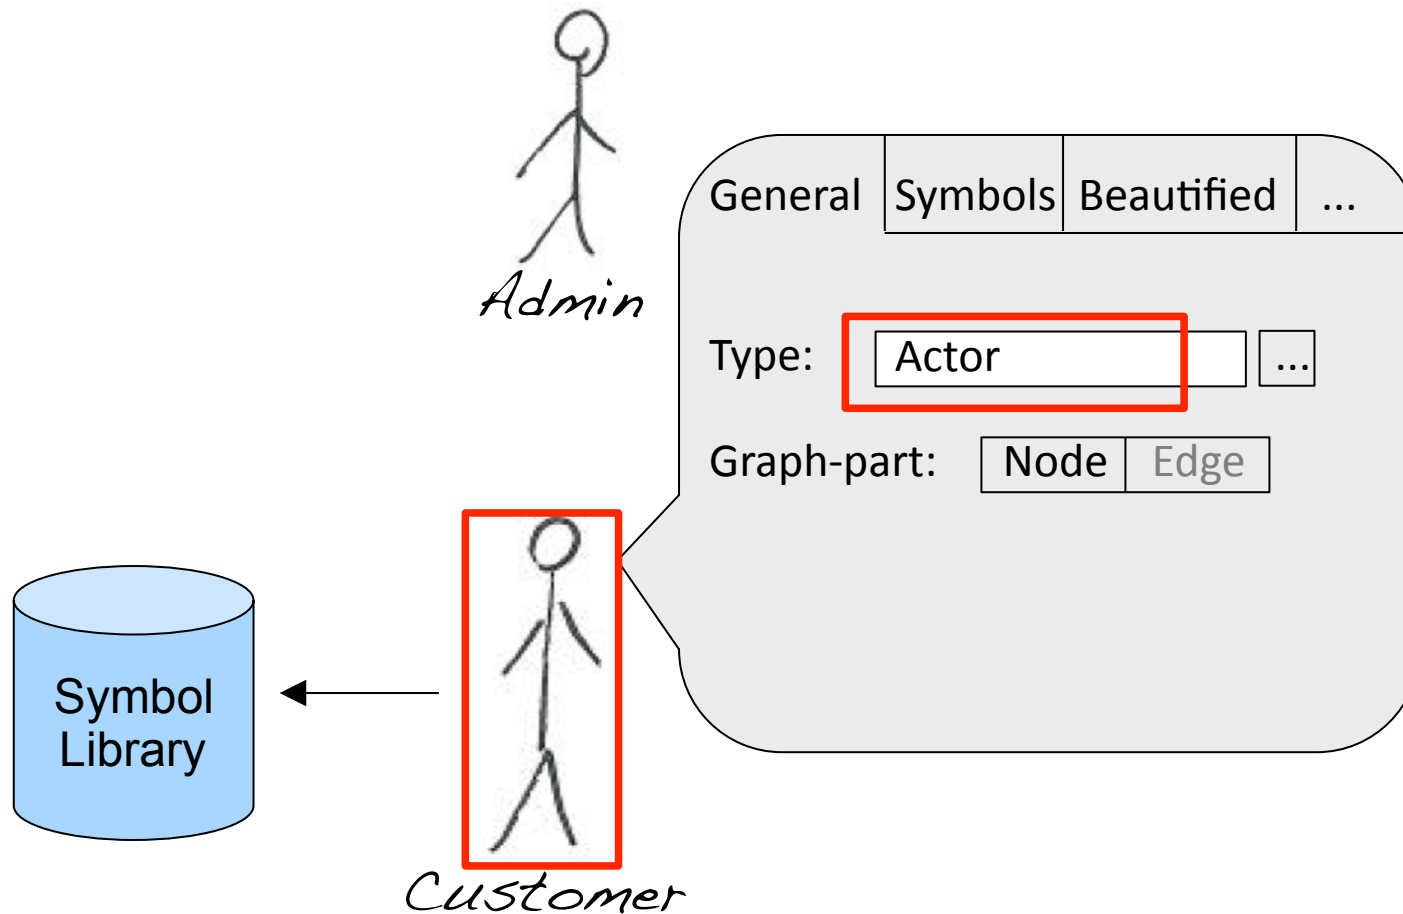 Admin
General Symbols Beautified ...
Type: Actor ...
Graph-part: Node Edge
Symbol
Library
Customer